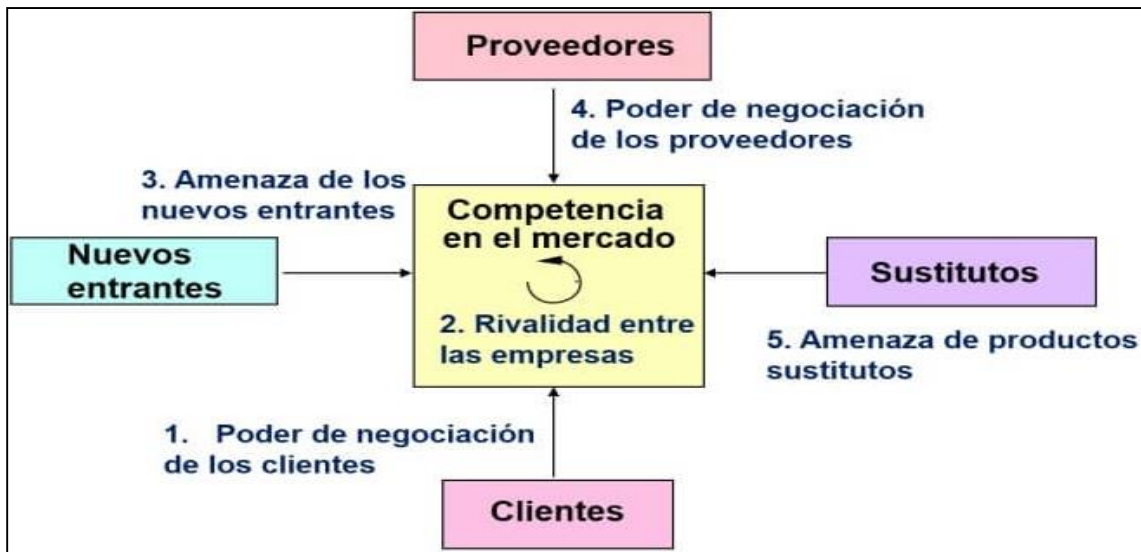 Proveedores
4. Poder de negociación
de los proveedores
3. Amenaza de los
nuevos entrantes
Competencia
en el mercado
Nuevos
entrantes
Sustitutos
2. Rivalidad entre
las empresas
5. Amenaza de productos
sustitutos
1. Poder de negociación
de los clientes
Clientes